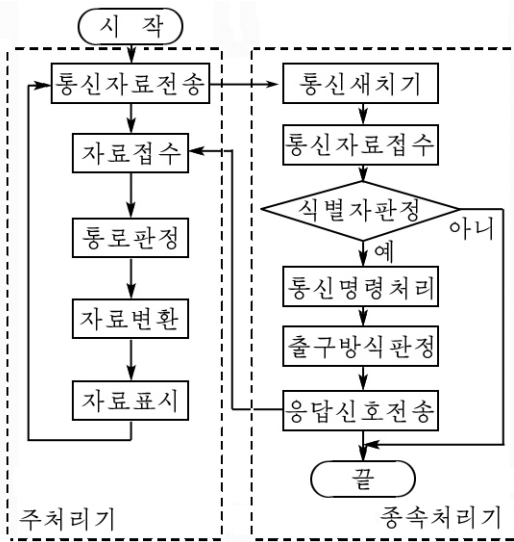 시 작
통신자료전송
자료접수
통로판정
자료변환
자료표시
주처리기
통신새치기
통신자료접수
식별자판정
아니
예
통신명령처리
출구방식판정
응답신호전송
끝
종속처리기